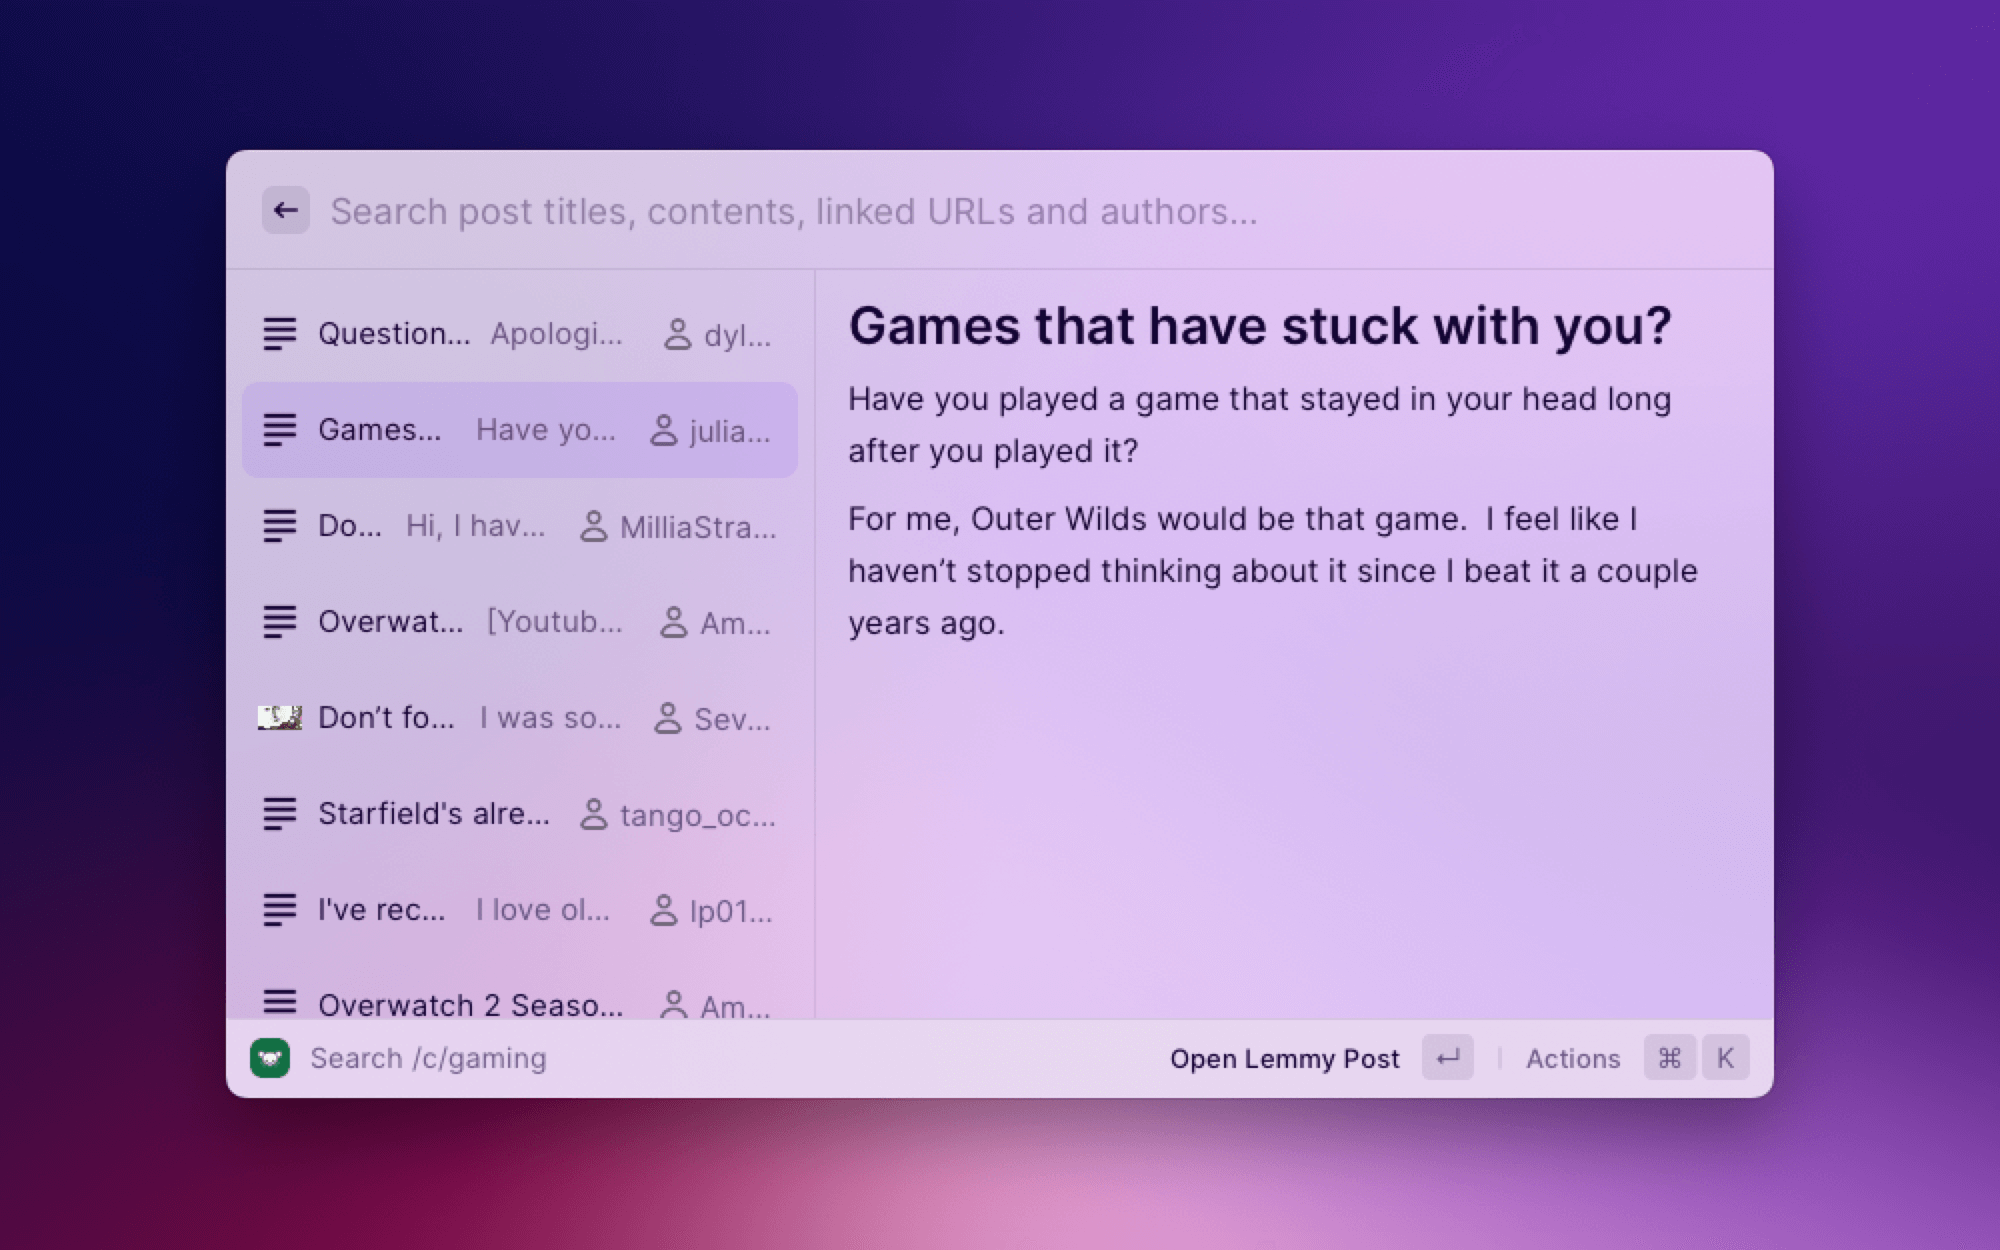 Search post titles, contents, linked URLs and authors...
Question... Apologi... dyl...
Games... Have yo... julia...
Do... Hi, I hav... MilliaStra...
Overwat... [Youtub... Am...
Don’t fo... I was so... Sev...
Starfield's alre... tango_oc...
I've rec... I love ol... lp01...
Overwatch 2 Seaso... Am...
Games that have stuck with you?
Have you played a game that stayed in your head long
after you played it?
For me, Outer Wilds would be that game.  I feel like I
haven’t stopped thinking about it since I beat it a couple
years ago.
Search /c/gaming
Open Lemmy Post ↵ Actions ⌘ K